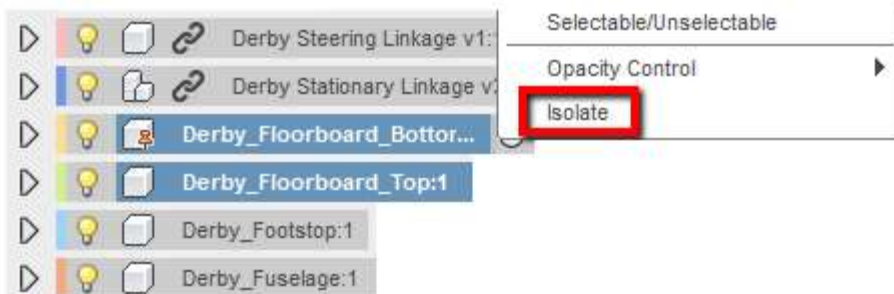 Derby Steering Linkage v1:
Derby Stationary Linkage v
Derby_Floorboard_Bottor...
Derby_Floorboard_Top:1
Derby_Footstop:1
Derby_Fuselage:1
Selectable/Unselectable
Opacity Control
Isolate